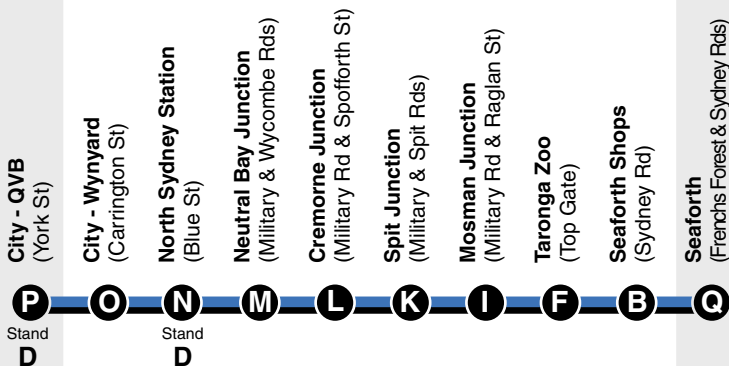 City - QVB
(York St)
City - Wynyard
(Carrington St)
North Sydney Station
(Blue St)
Neutral Bay Junction
(Military & Wycombe Rds)
Cremorne Junction
(Military Rd & Spofforth St)
Spit Junction
(Military & Spit Rds)
Mosman Junction
(Military Rd & Raglan St)
Taronga Zoo
(Top Gate)
Seaforth Shops
(Sydney Rd)
Seaforth
(Frenchs Forest & Sydney Rds)
P O N M L K I F B Q
Stand Stand
D D